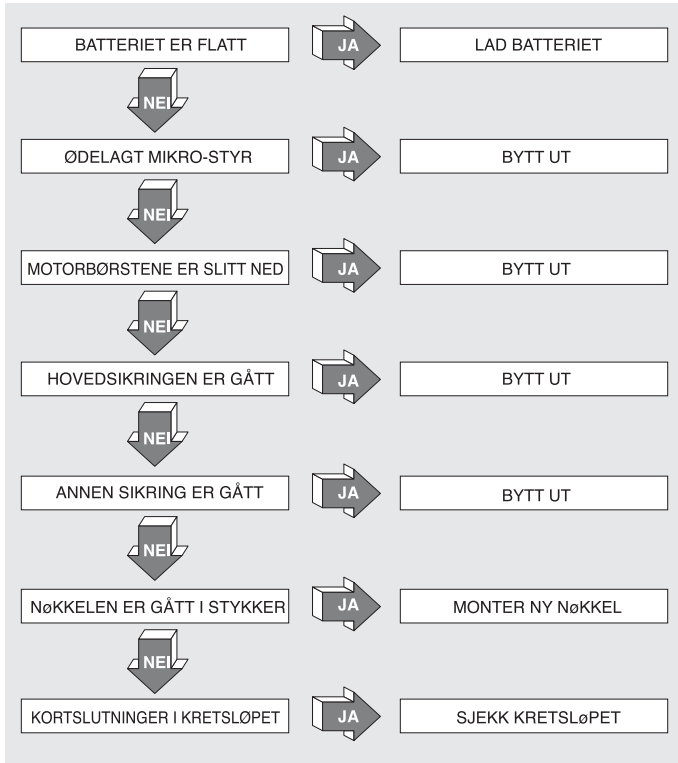 BATTERIET ER FLATT JA LAD BATTERIET
NEI
ØDELAGT MIKRO-STYR JA BYTT UT
NEI
MOTORBØRSTENE ER SLITT NED JA BYTT UT
NEI
HOVEDSIKRINGEN ER GÅTT JA BYTT UT
NEI
ANNEN SIKRING ER GÅTT JA BYTT UT
NEI
NøKKELEN ER GÅTT I STYKKER JA MONTER NY NøKKEL
NEI
KORTSLUTNINGER I KRETSLØPET JA SJEKK KRETSLøPET